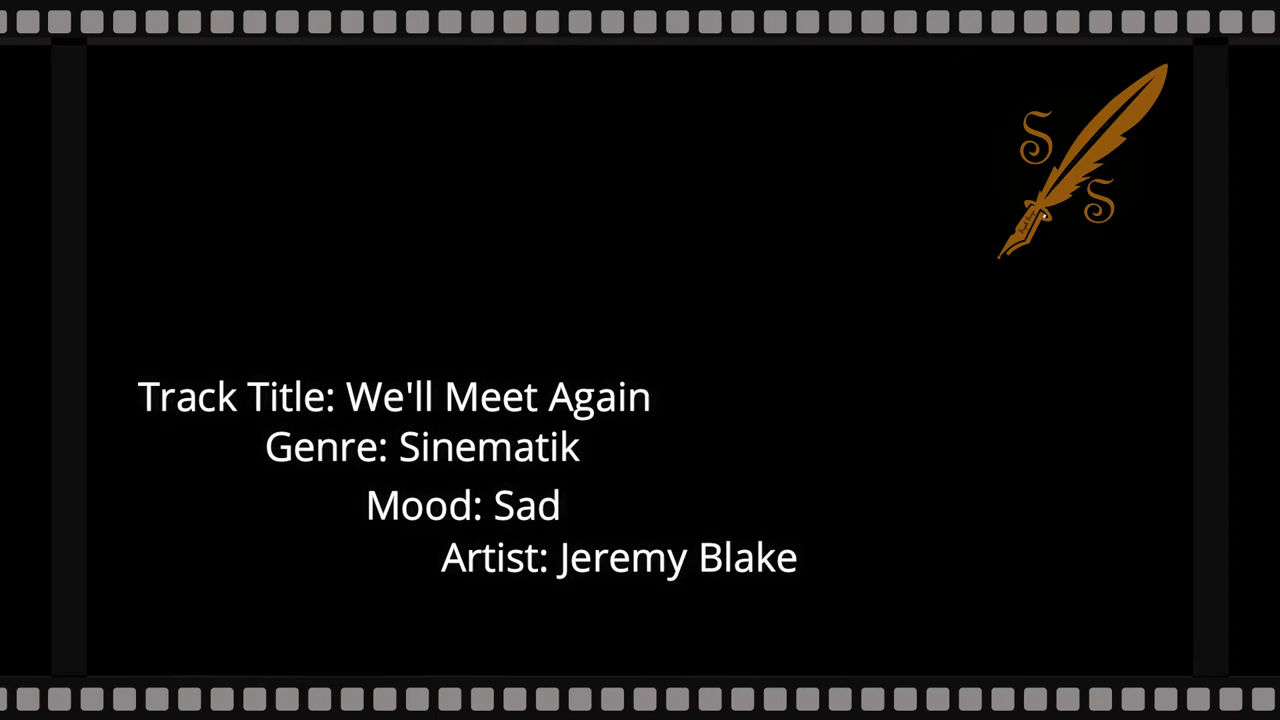 S
S
Track Title: We'll Meet Again
Genre: Sinematik
Mood: Sad
Artist: Jeremy Blake